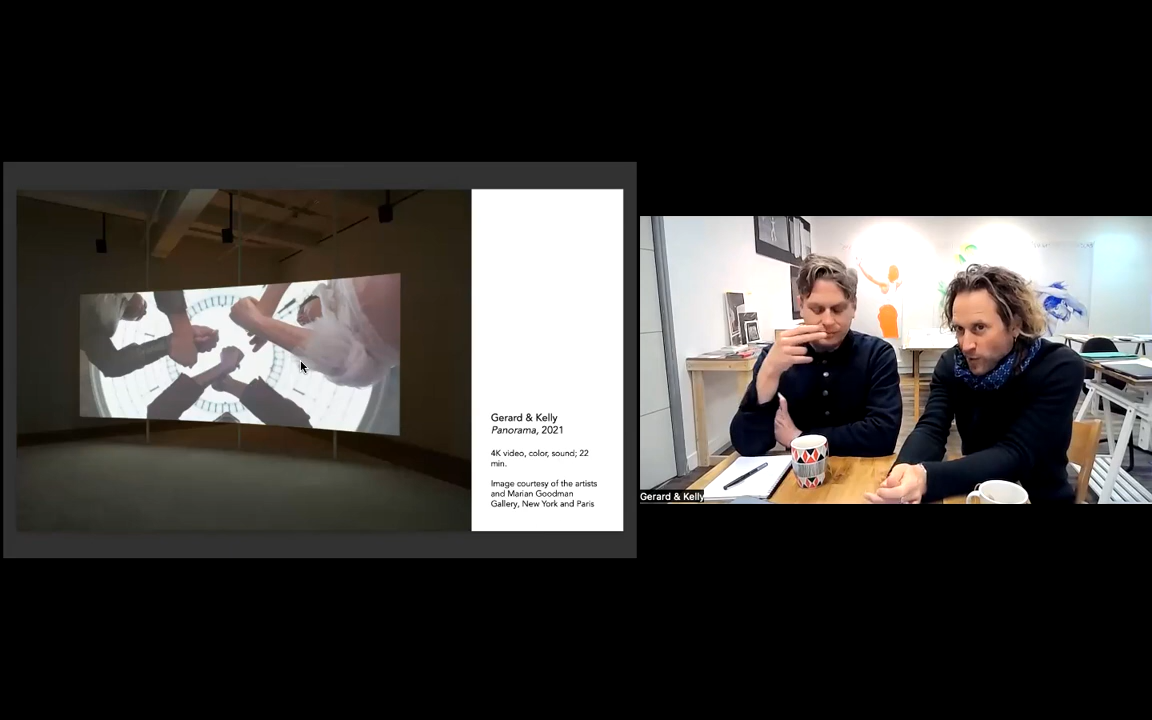 Gerard & Kelly
Panorama, 2021
4K video, color, sound; 22
min.
Image courtesy of the artists
and Marian Goodman
Gallery, New York and Paris
Gerard & Kelly